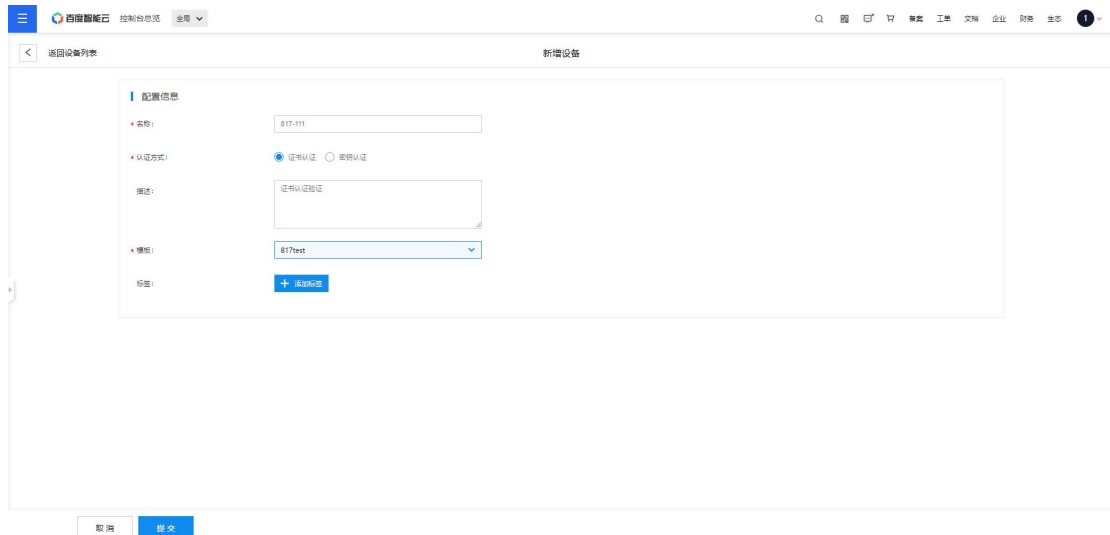 百度智能云 控制台总览 全局 备案 工单 文档 企业 财务 生态 1
返回设备列表 新增设备
配置信息
* 名称： 817-111
* 认证方式： 证书认证 密钥认证
描述： 证书认证验证
* 模板： 817test
标签： + 添加标签
取消 提交